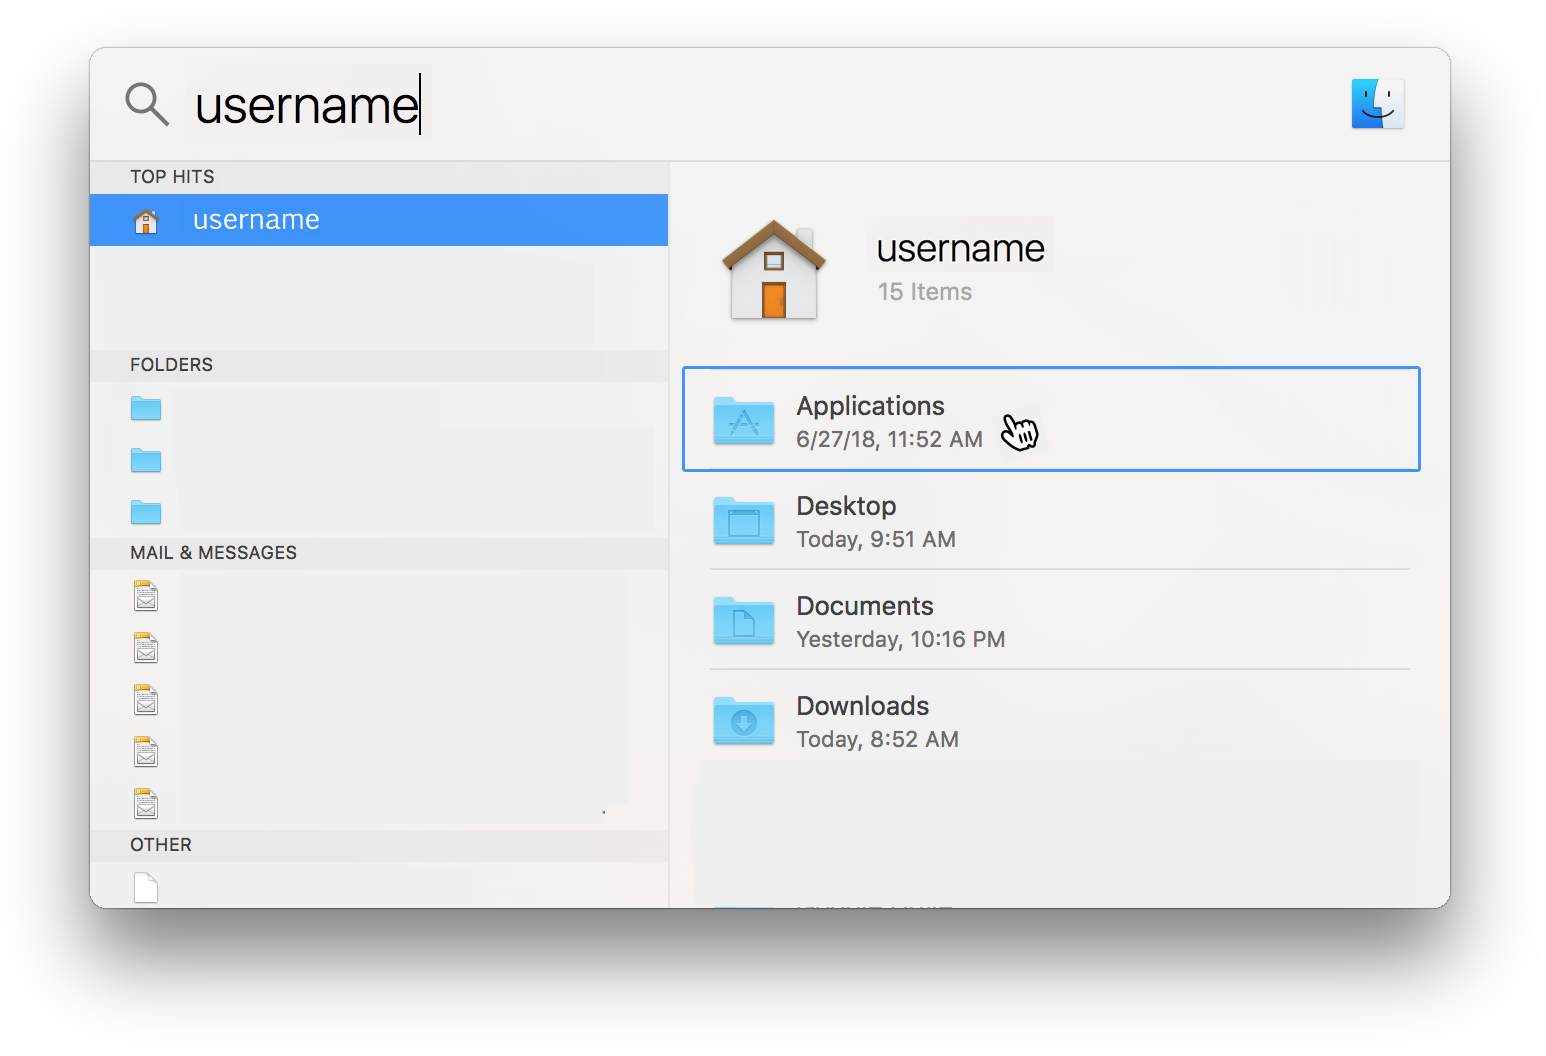 username
TOP HITS
username
FOLDERS
MAIL & MESSAGES
OTHER
username
15 Items
Applications
6/27/18, 11:52 AM
Desktop
Today, 9:51 AM
Documents
Yesterday, 10:16 PM
Downloads
Today, 8:52 AM